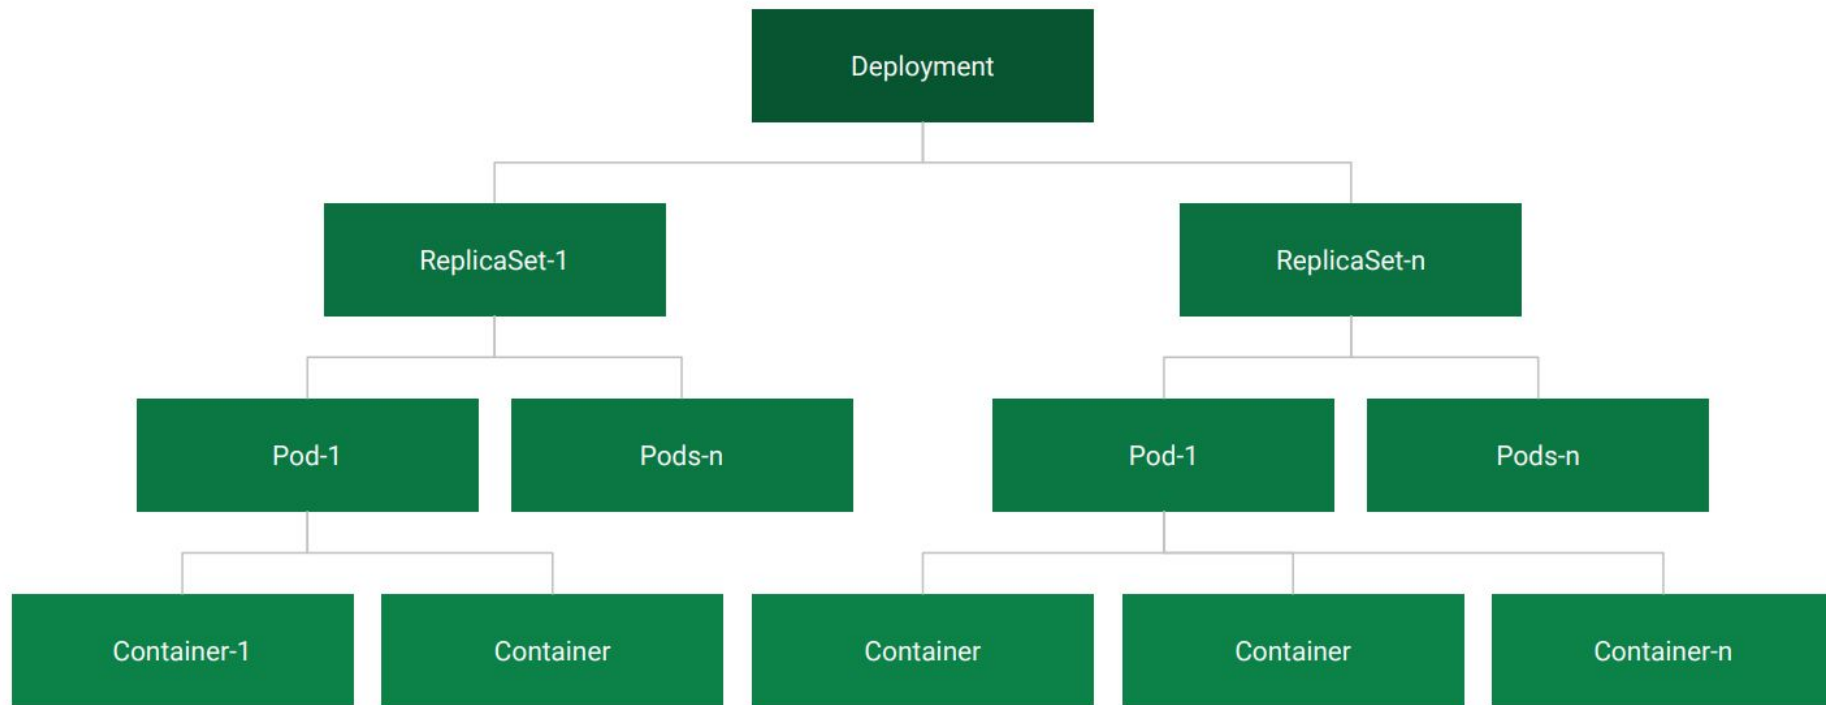 Deployment
ReplicaSet-1
ReplicaSet-n
Pod-1
Pods-n
Pod-1
Pods-n
Container-1
Container
Container
Container
Container-n